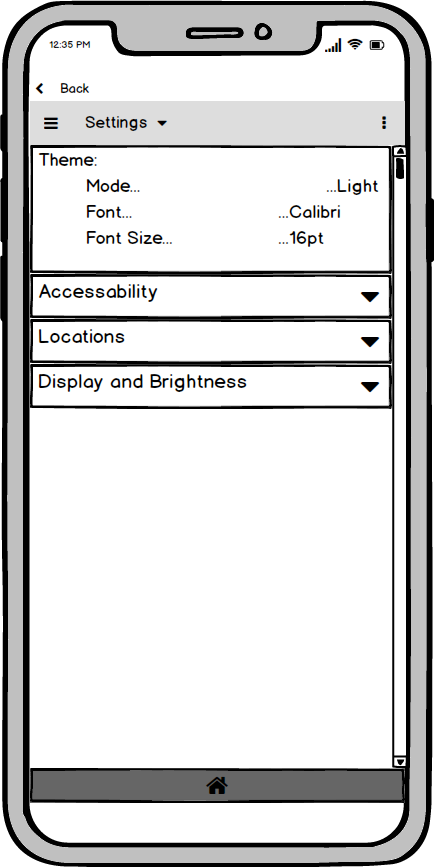 12:35 PM
Back
Settings
Theme:
Mode... ...Light
Font... ...Calibri
Font Size... ...16pt
Accessability
Locations
Display and Brightness